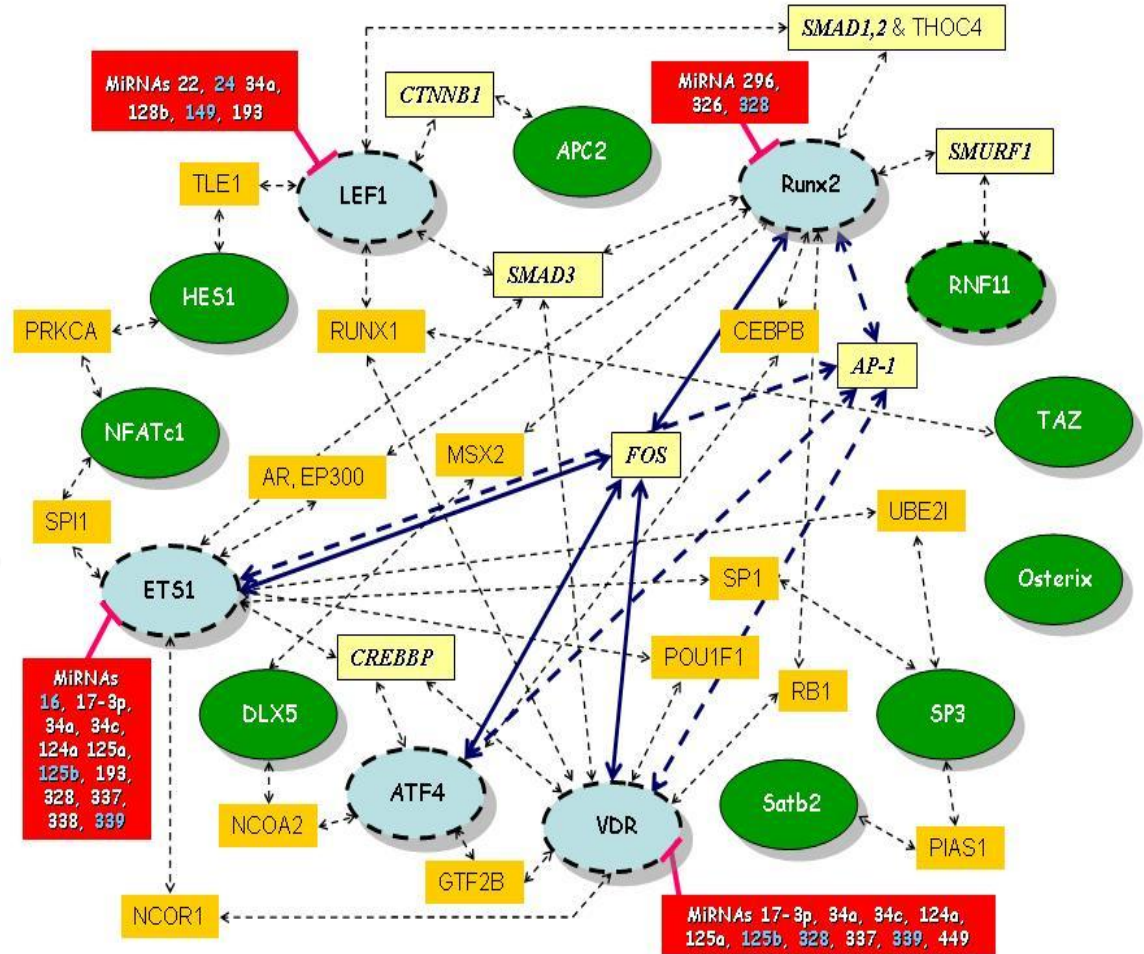 SMAD1,2 & THOC4
MiRNAs 22, 24 34a,
128b, 149, 193
CTNNB1
MiRNA 296,
326, 328
APC2
SMURF1
TLE1
LEF1
Runx2
SMAD3
RNF11
HES1
PRKCA
RUNX1
CEBPB
AP-1
TAZ
NFATc1
MSX2
FOS
AR, EP300
SPI1
UBE2I
SP1
Osterix
ETS1
CREBBP
POU1F1
RB1
MiRNAs
16, 17-3p,
34a, 34c,
124a 125a,
125b, 193,
328, 337,
338, 339
DLX5
SP3
ATF4
Satb2
VDR
NCOA2
PIAS1
GTF2B
NCOR1
MiRNAs 17-3p, 34a, 34c, 124a,
125a, 125b, 328, 337, 339, 449